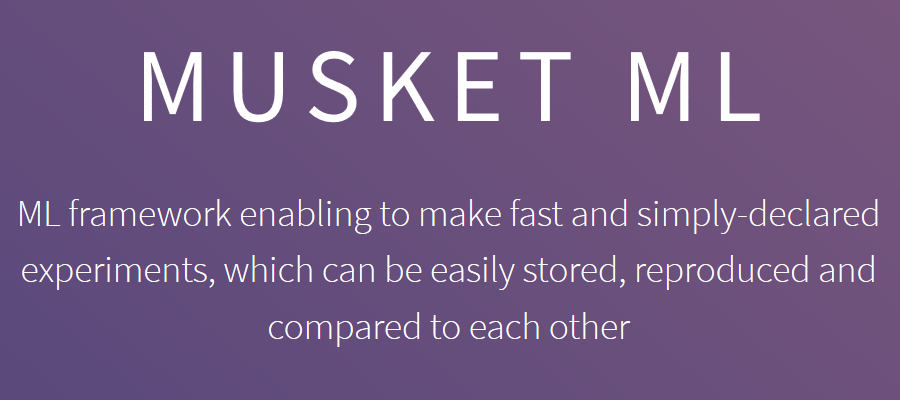 MUSKET ML
ML framework enabling to make fast and simply-declared
experiments, which can be easily stored, reproduced and
compared to each other